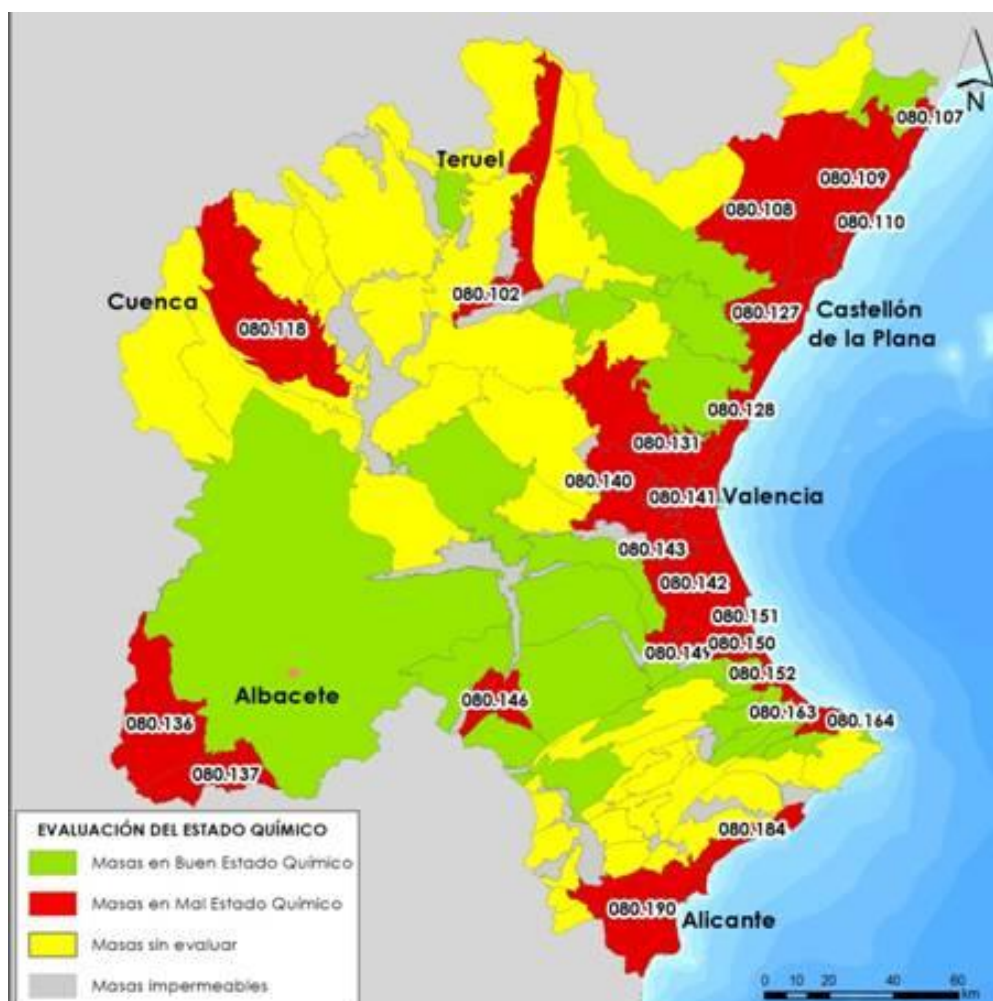 N
080.107
Teruel
080.109
080.108
080.110
Cuenca
080.102
080.118
080.127
Castellón
de la Plana
080.128
080.131
080.140
080.141
Valencia
080.143
080.142
080.151
080.150
080.149
080.152
Albacete
080.146
080.163
080.164
080.136
080.137
080.184
080.190
Alicante
EVALUACIÓN DEL ESTADO QUÍMICO
Masas en Buen Estado Químico
Masas en Mal Estado Químico
Masas sin evaluar
Masas impermeables
0 10 20 40 60
km